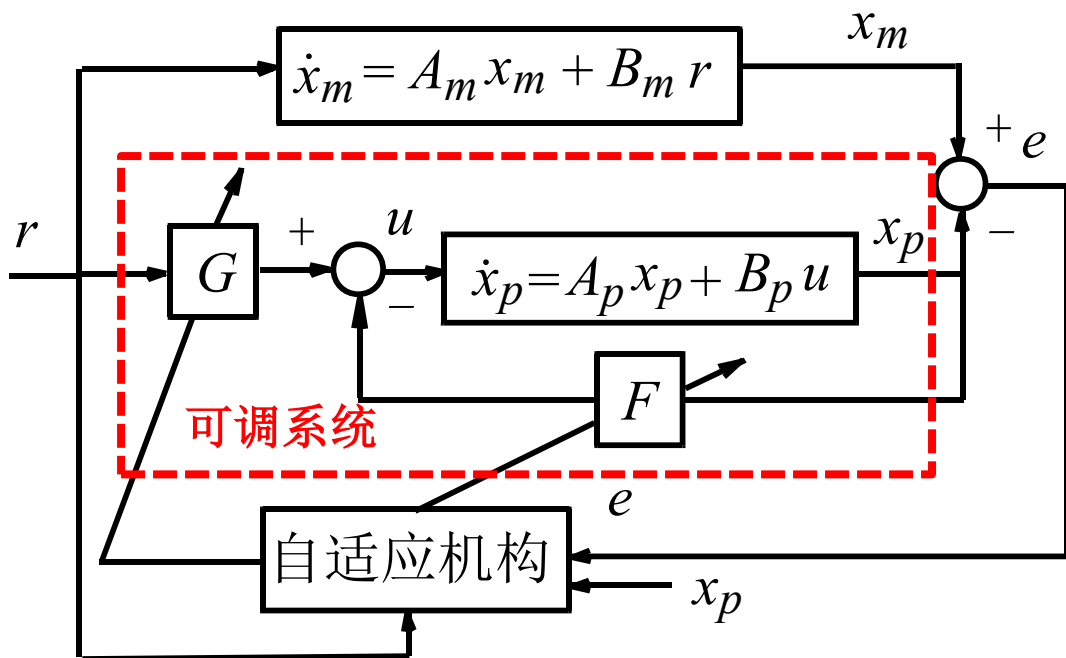 x_m
ẋ_m = A_m x_m + B_m r
+
e
r
G
+
u
−
ẋ_p = A_p x_p + B_p u
x_p
−
F
可调系统
e
自适应机构
x_p